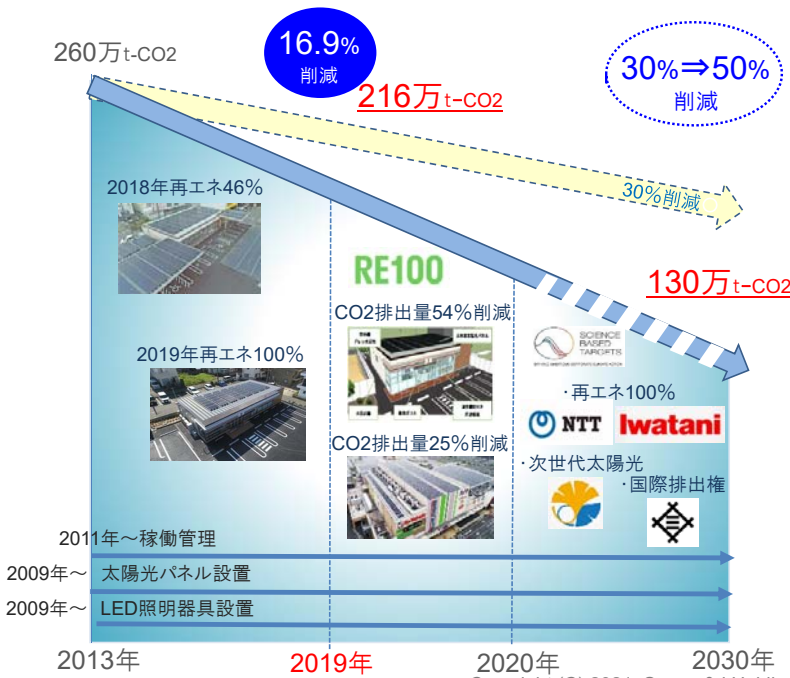 16.9%
削減
260万t-CO2
30%⇒50%
削減
216万t-CO2
30%削減
2018年再エネ46%
RE100
130万t-CO2
CO2排出量54%削減
SCIENCE
BASED
TARGETS
2019年再エネ100%
・再エネ100%
NTT
Iwatani
CO2排出量25%削減
・次世代太陽光
・国際排出権
2011年～稼働管理
2009年～ 太陽光パネル設置
2009年～ LED照明器具設置
2013年
2019年
2020年
2030年